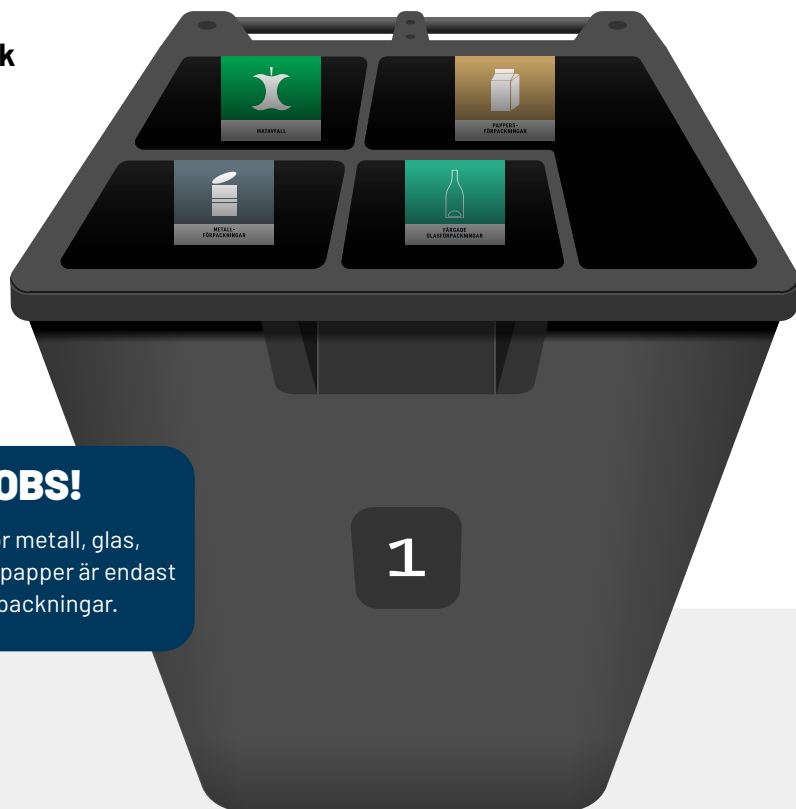 k
MATAVFALL
PAPPERS-
FÖRPACKNINGAR
METALL-
FÖRPACKNINGAR
FÄRGADE
GLASFÖRPACKNINGAR
OBS!
r metall, glas,
papper är endast
packningar.
1